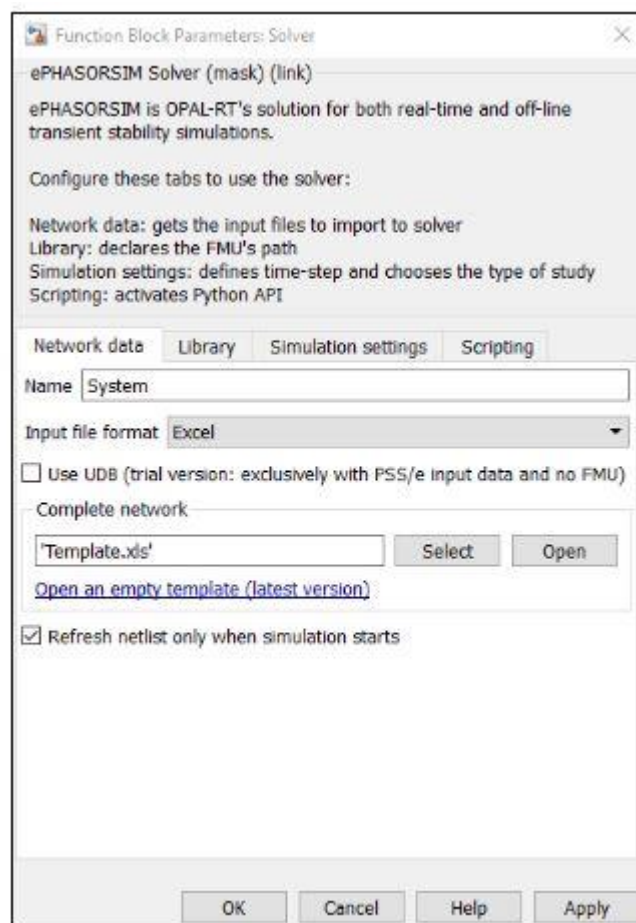 Function Block Parameters: Solver
ePHASORSIM Solver (mask) (link)
ePHASORSIM is OPAL-RT's solution for both real-time and off-line
transient stability simulations.
Configure these tabs to use the solver:
Network data: gets the input files to import to solver
Library: declares the FMU's path
Simulation settings: defines time-step and chooses the type of study
Scripting: activates Python API
Network data Library Simulation settings Scripting
Name System
Input file format Excel
Use UDB (trial version: exclusively with PSS/e input data and no FMU)
Complete network
'Template.xls' Select Open
Open an empty template (latest version)
Refresh netlist only when simulation starts
OK Cancel Help Apply